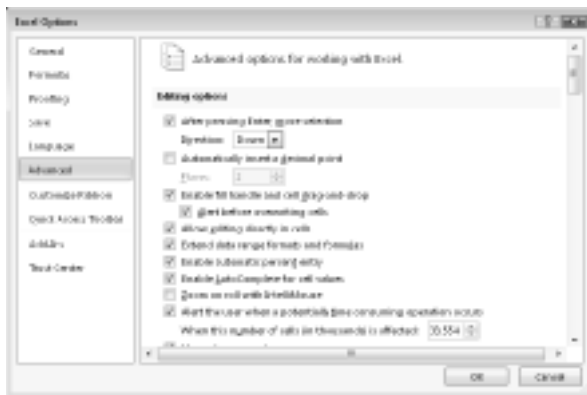 Excel Options
General
Formulas
Proofing
Save
Language
Advanced
Customize Ribbon
Quick Access Toolbar
Add-Ins
Trust Center
Advanced options for working with Excel.
Editing options
After pressing Enter, move selection
Direction: Down
Automatically insert a decimal point
Places: 2
Enable fill handle and cell drag-and-drop
Alert before overwriting cells
Allow editing directly in cells
Extend data range formats and formulas
Enable automatic percent entry
Enable AutoComplete for cell values
Zoom on roll with IntelliMouse
Alert the user when a potentially time consuming operation occurs
When this number of cells (in thousands) is affected: 33,554
OK
Cancel